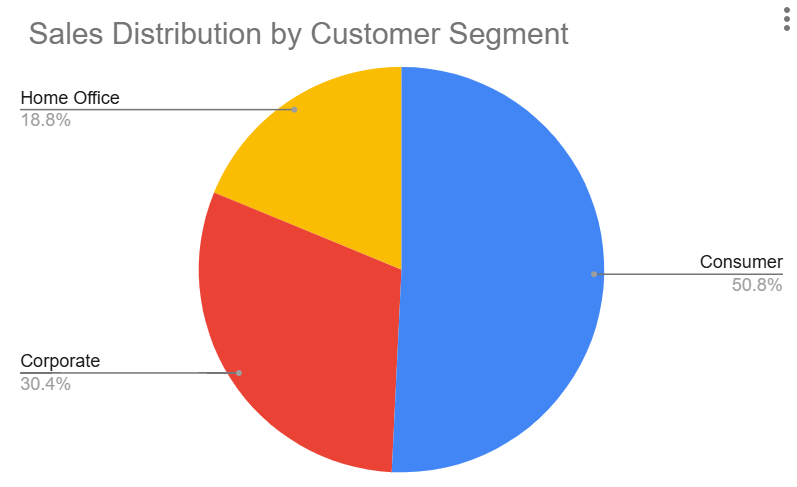 Sales Distribution by Customer Segment
Home Office
18.8%
Consumer
50.8%
Corporate
30.4%